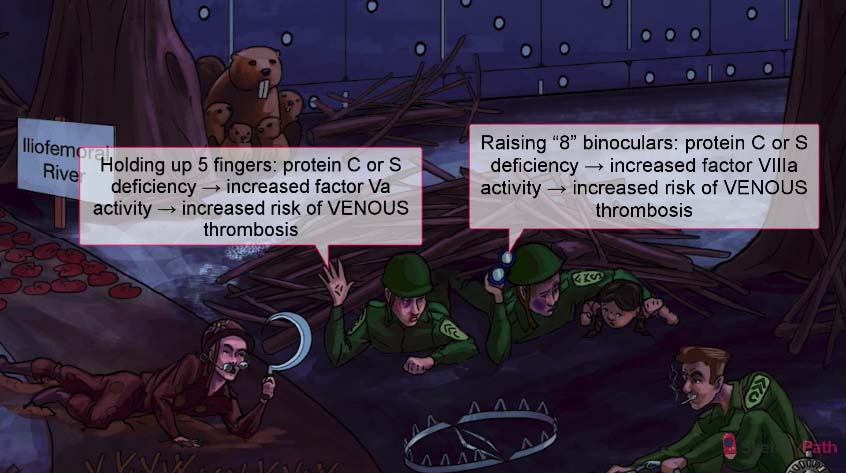 Iliofemoral
River
Holding up 5 fingers: protein C or S
deficiency → increased factor Va
activity → increased risk of VENOUS
thrombosis
Raising “8” binoculars: protein C or S
deficiency → increased factor VIIIa
activity → increased risk of VENOUS
thrombosis
SketchyPath